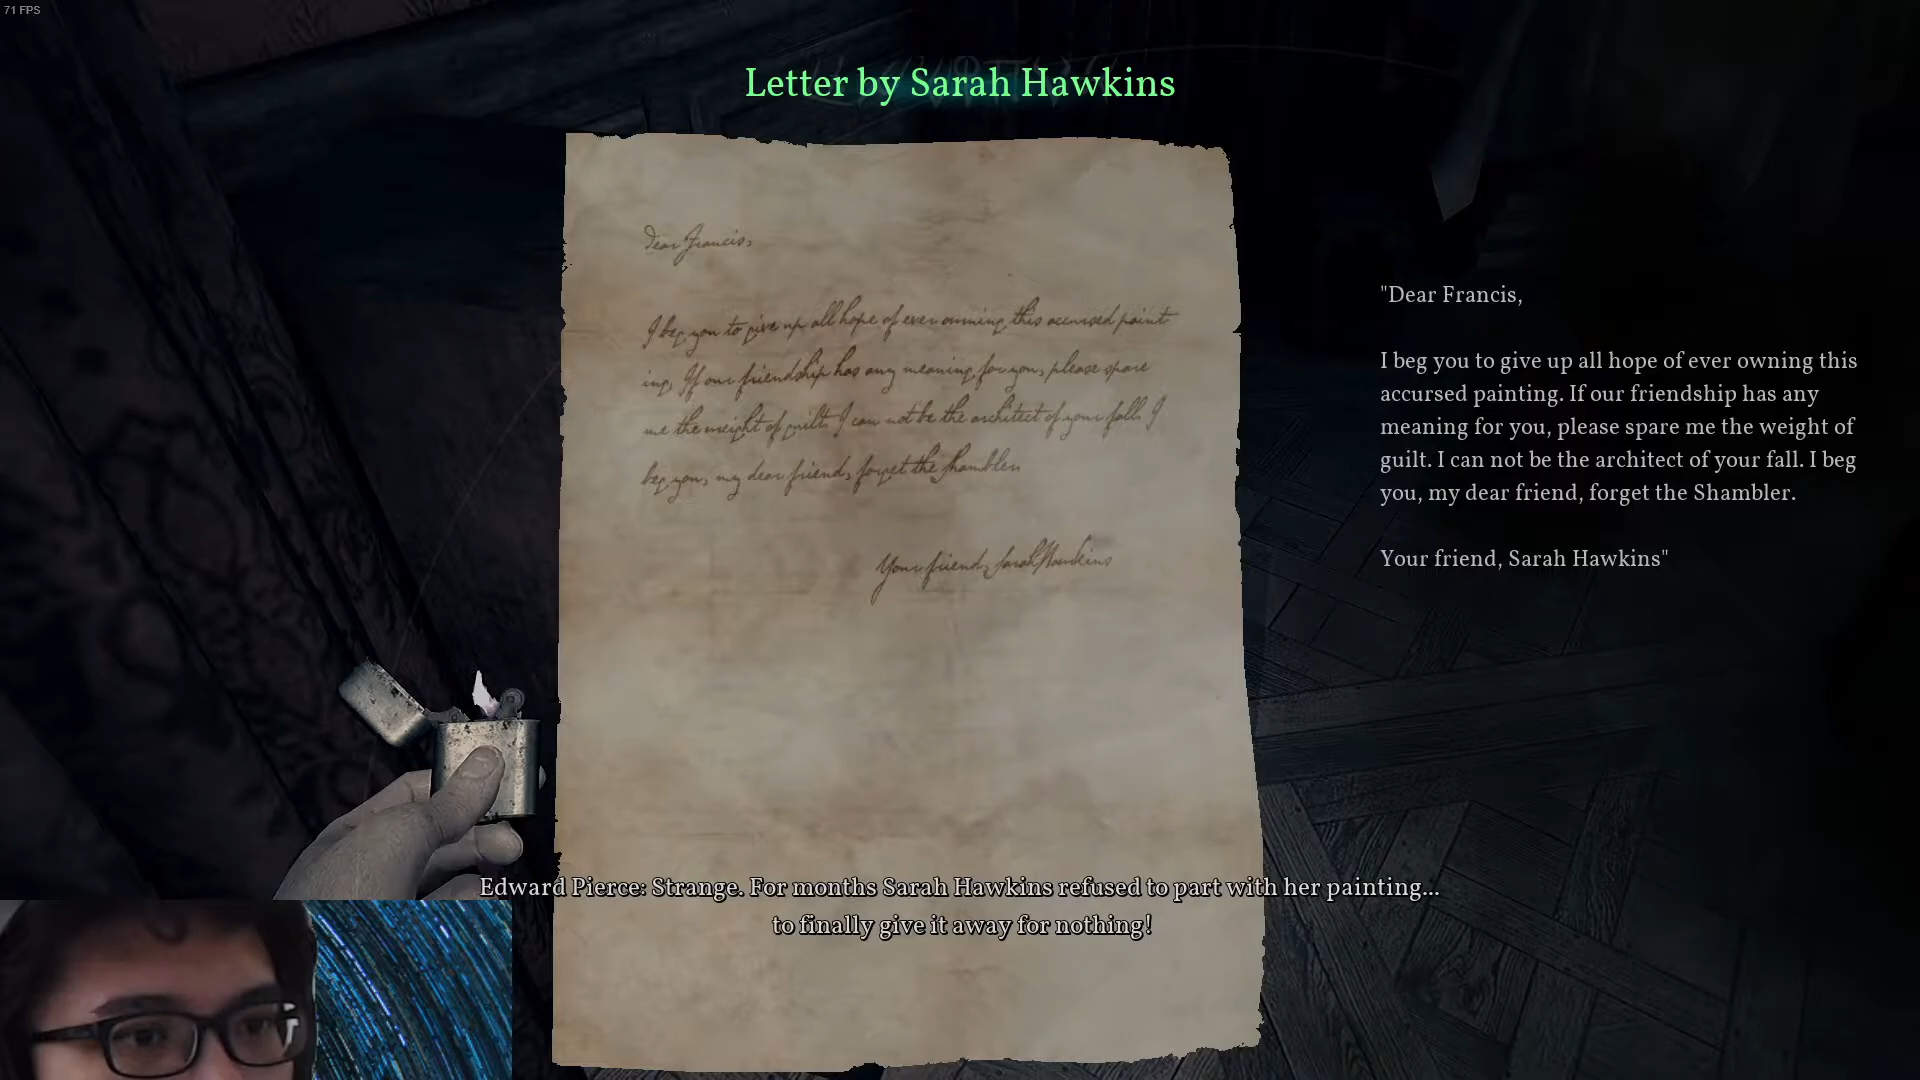 71 FPS
Letter by Sarah Hawkins
Dear Francis,
I beg you to give up all hope of ever owning this accursed paint
ing. If our friendship has any meaning for you, please spare
me the weight of guilt. I can not be the architect of your fall. I
beg you, my dear friend, forget the Shambler.
Your friend, Sarah Hawkins
"Dear Francis,
I beg you to give up all hope of ever owning this
accursed painting. If our friendship has any
meaning for you, please spare me the weight of
guilt. I can not be the architect of your fall. I beg
you, my dear friend, forget the Shambler.
Your friend, Sarah Hawkins"
Edward Pierce: Strange. For months Sarah Hawkins refused to part with her painting...
to finally give it away for nothing!